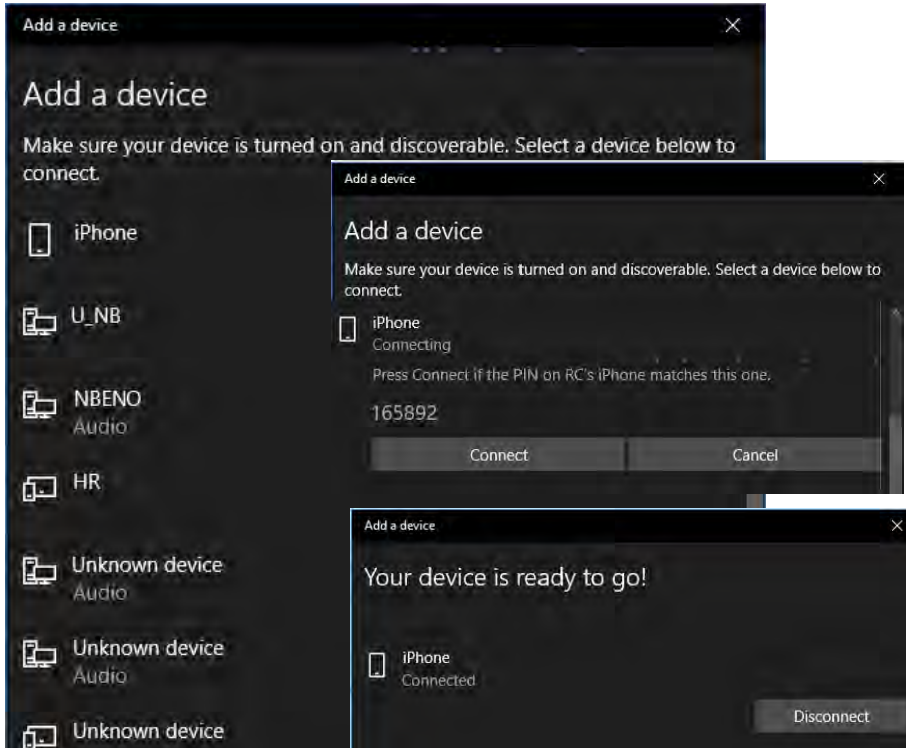 Add a device
Add a device
Make sure your device is turned on and discoverable. Select a device below to
connect.
iPhone
U_NB
NBENO
Audio
HR
Unknown device
Audio
Unknown device
Audio
Unknown device
Add a device
Add a device
Make sure your device is turned on and discoverable. Select a device below to
connect.
iPhone
Connecting
Press Connect if the PIN on RC's iPhone matches this one.
165892
Connect Cancel
Add a device
Your device is ready to go!
iPhone
Connected
Disconnect